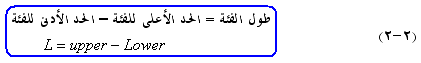 طول الفئة = الحد الأعلى للفئة – الحد الأدنى للفئة
L = upper – Lower
(٢-٢)